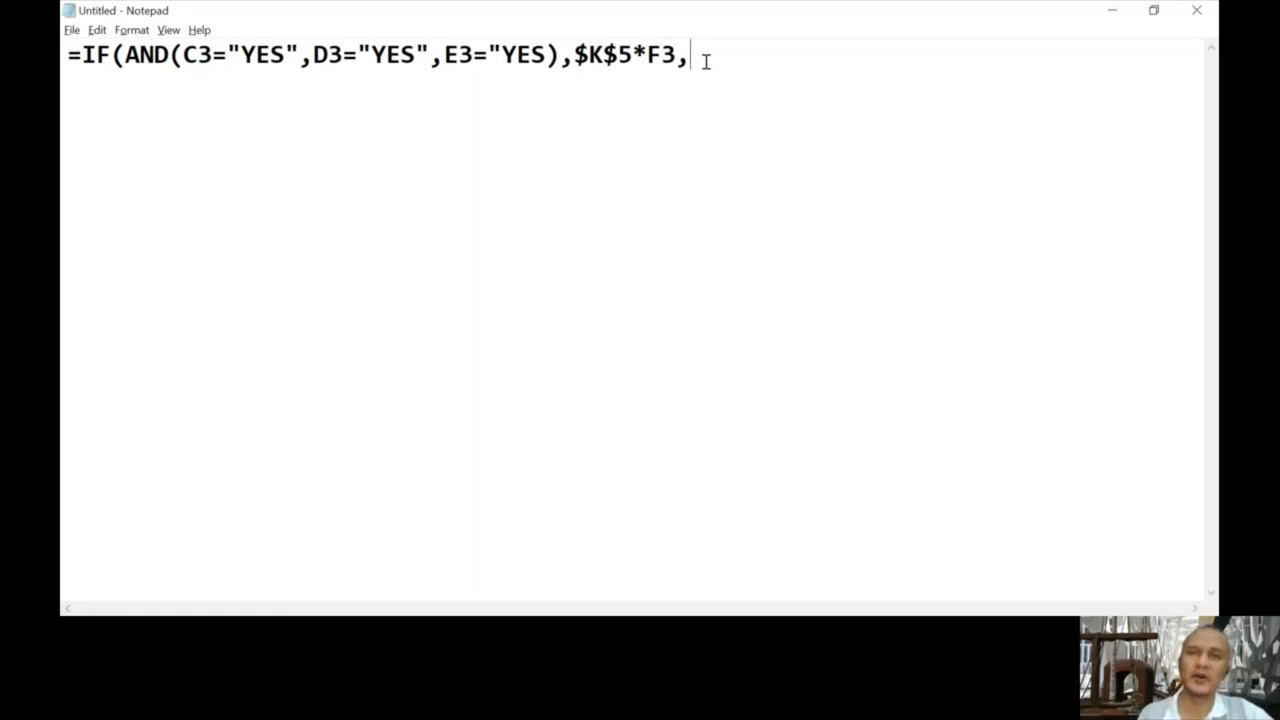 Untitled - Notepad
File Edit Format View Help
=IF(AND(C3="YES",D3="YES",E3="YES),$K$5*F3,